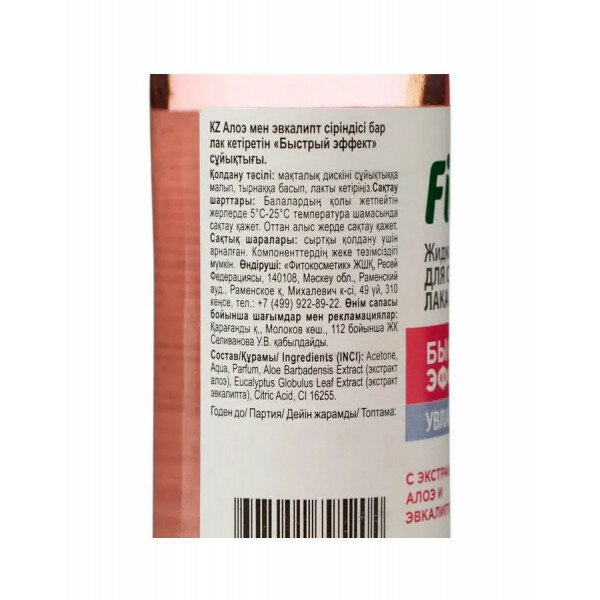 KZ Алоэ мен эвкалипт сіріндісі бар
лак кетіретін «Быстрый эффект»
сұйықтығы.
Қолдану тәсілі: мақталық дискіні сұйықтыққа
малып, тырнаққа басып, лакты кетіріңіз.Сақтау
шарттары: Балалардың қолы жетпейтін
жерлерде 5°C-25°C температура шамасында
сақтау қажет. Оттан алыс жерде сақтау қажет.
Сақтық шаралары: сыртқы қолдану үшін
арналған. Компоненттердің жеке төзімсіздігі
мүмкін. Өндіруші: «Фитокосметик» ЖШҚ, Ресей
Федерациясы, 140105, Мәскеу обл., Раменский
ауд., Раменское қ. Михалевич к-сі, 49 үй, 310
кеңсе, тел.: +7 (499) 922-89-22. Өнім сапасы
бойынша шағымдар мен рекламациялар:
Қарағанды қ., Молоков көш., 112 бойынша ЖК
Селиванова У.В. қабылдайды.
Состав/Құрамы/ Ingredients (INCI): Acetone,
Aqua, Parfum, Aloe Barbadensis Extract (экстракт
алоэ), Eucalyptus Globulus Leaf Extract (экстракт
эвкалипта), Citric Acid, CI 16255.
Годен до/ Партия/ Дейін жарамды/ Топтама:
Fi
Жидк
ДЛЯ С
ЛАКА
БЫС
ЭФФ
УВЛА
С ЭКСТРА
АЛОЭ И
ЭВКАЛИПТ